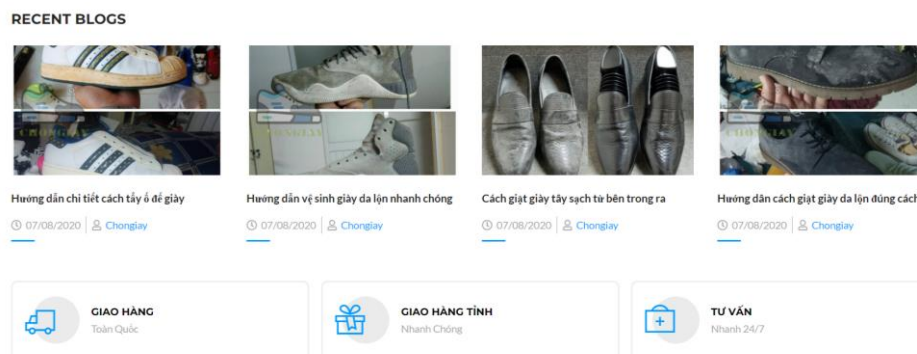 RECENT BLOGS
CHONGIAY
CHONGIAY
CHONGIAY
Hướng dẫn chi tiết cách tẩy ố đế giày
Hướng dẫn vệ sinh giày da lộn nhanh chóng
Cách giặt giày tây sạch từ bên trong ra
Hướng dẫn cách giặt giày da lộn đúng cách
07/08/2020 Chongiay
07/08/2020 Chongiay
07/08/2020 Chongiay
07/08/2020 Chongiay
GIAO HÀNG
Toàn Quốc
GIAO HÀNG TỈNH
Nhanh Chóng
TƯ VẤN
Nhanh 24/7